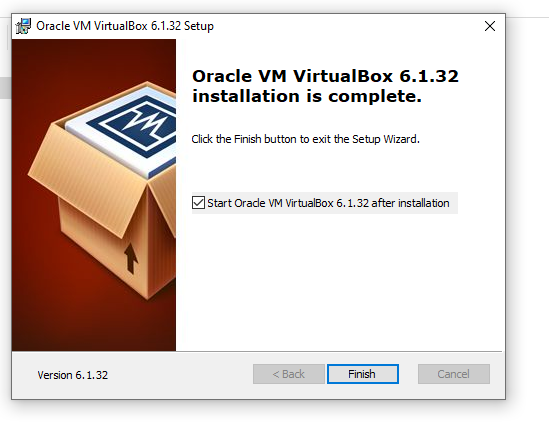 Oracle VM VirtualBox 6.1.32 Setup
Oracle VM VirtualBox 6.1.32
installation is complete.
Click the Finish button to exit the Setup Wizard.
Start Oracle VM VirtualBox 6.1.32 after installation
Version 6.1.32
< Back
Finish
Cancel